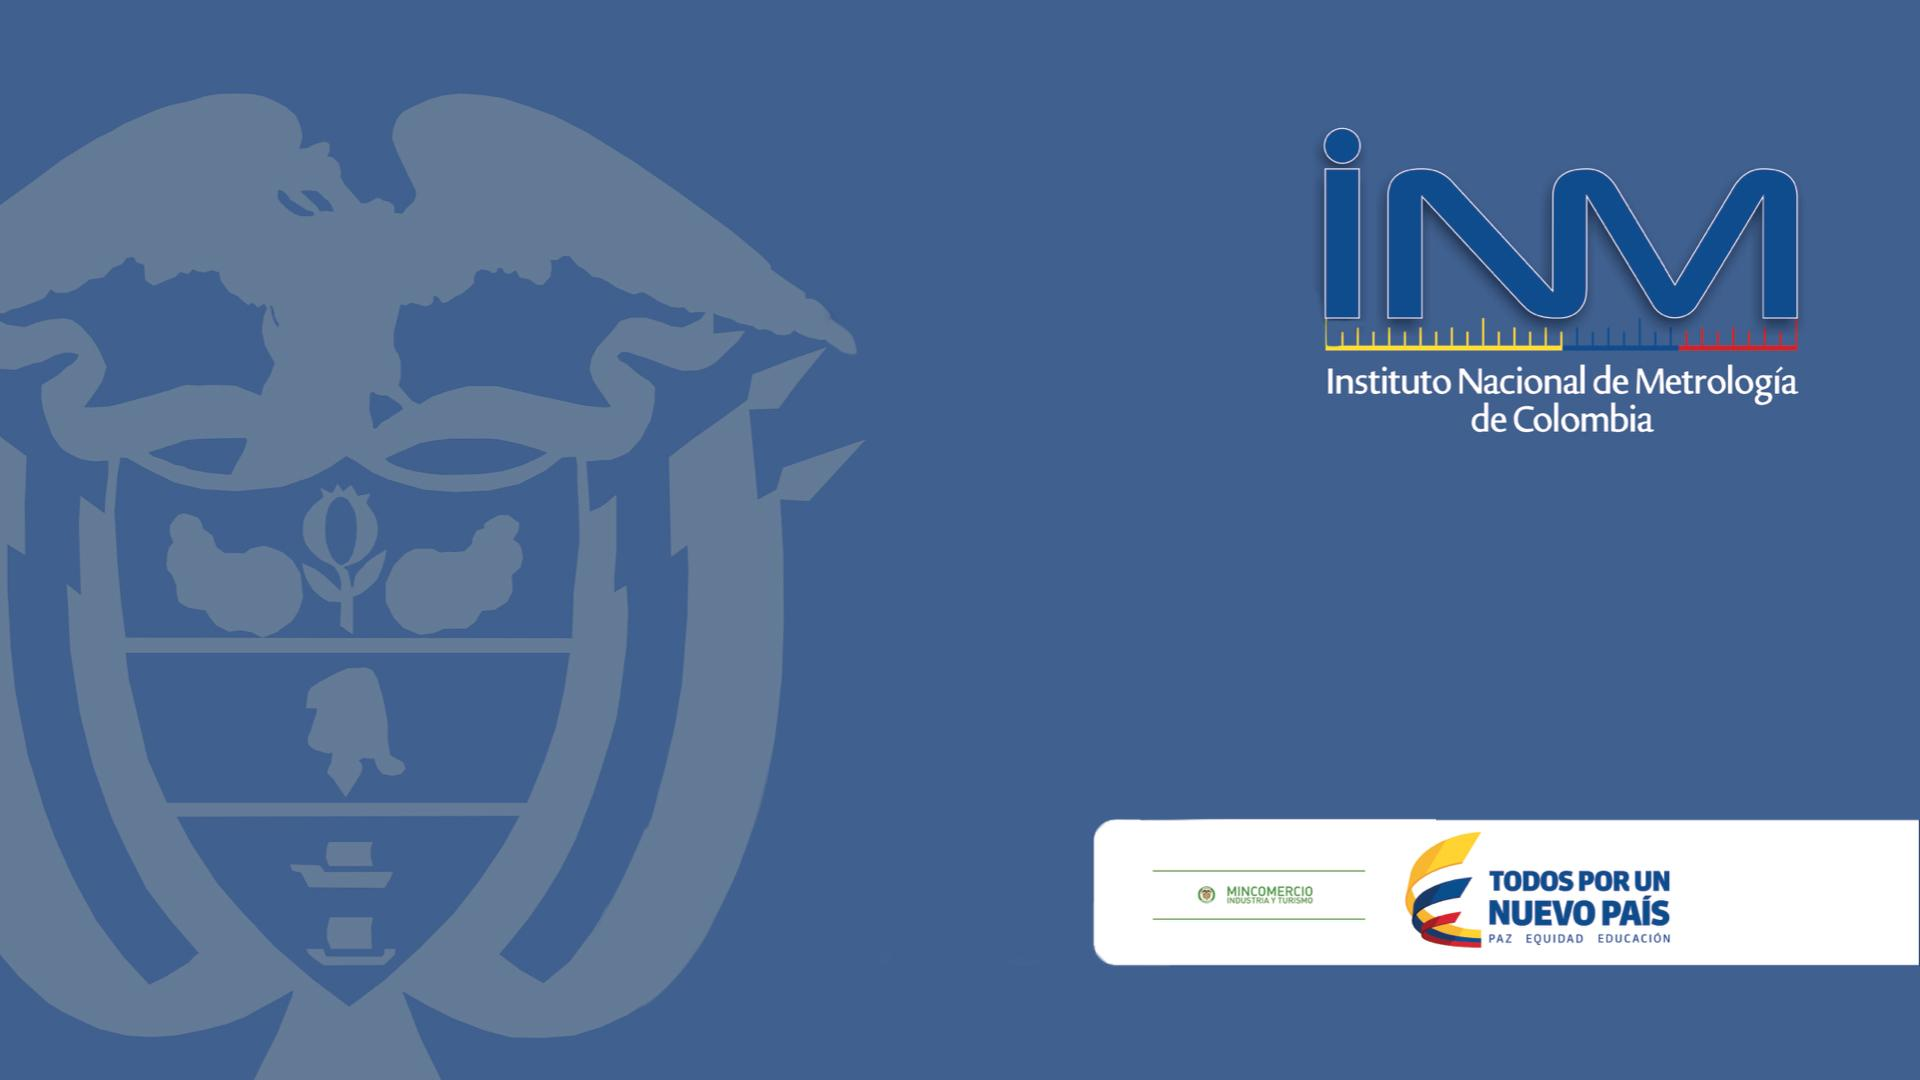 iNM
Instituto Nacional de Metrología
de Colombia
MINCOMERCIO
INDUSTRIA Y TURISMO
TODOS POR UN
NUEVO PAÍS
PAZ EQUIDAD EDUCACIÓN